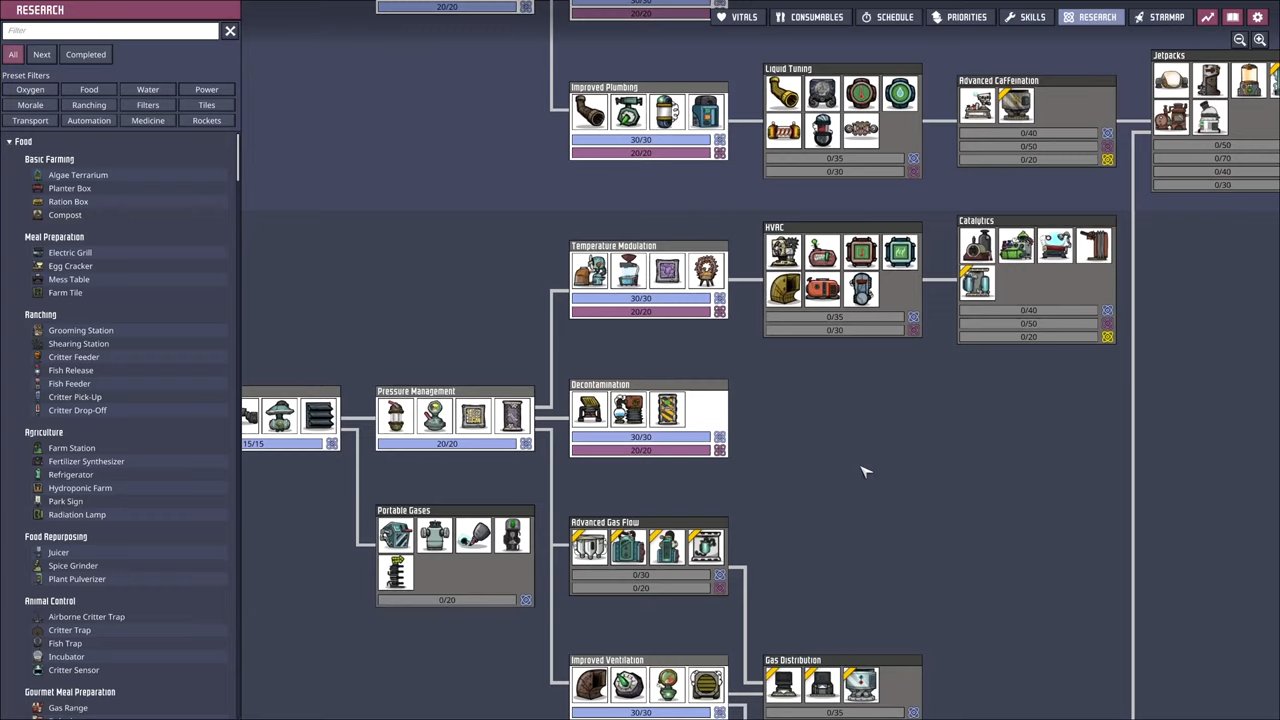 RESEARCH
Filter
All Next Completed
Preset Filters
Oxygen Food Water Power
Morale Ranching Filters Tiles
Transport Automation Medicine Rockets
Food
Basic Farming
Algae Terrarium
Planter Box
Ration Box
Compost
Meal Preparation
Electric Grill
Egg Cracker
Mess Table
Farm Tile
Ranching
Grooming Station
Shearing Station
Critter Feeder
Fish Release
Fish Feeder
Critter Pick-Up
Critter Drop-Off
Agriculture
Farm Station
Fertilizer Synthesizer
Refrigerator
Hydroponic Farm
Park Sign
Radiation Lamp
Food Repurposing
Juicer
Spice Grinder
Plant Pulverizer
Animal Control
Airborne Critter Trap
Critter Trap
Fish Trap
Incubator
Critter Sensor
Gourmet Meal Preparation
Gas Range
VITALS CONSUMABLES SCHEDULE PRIORITIES SKILLS RESEARCH STARMAP
20/20
20/20
Improved Plumbing
30/30
20/20
Liquid Tuning
0/35
0/30
Advanced Caffeination
0/40
0/50
0/20
Jetpacks
0/50
0/70
0/40
0/30
Temperature Modulation
30/30
20/20
HVAC
0/35
0/30
Catalytics
0/40
0/50
0/20
15/15
Pressure Management
20/20
Decontamination
30/30
20/20
Portable Gases
0/20
Advanced Gas Flow
0/30
0/20
Improved Ventilation
30/30
Gas Distribution
0/35